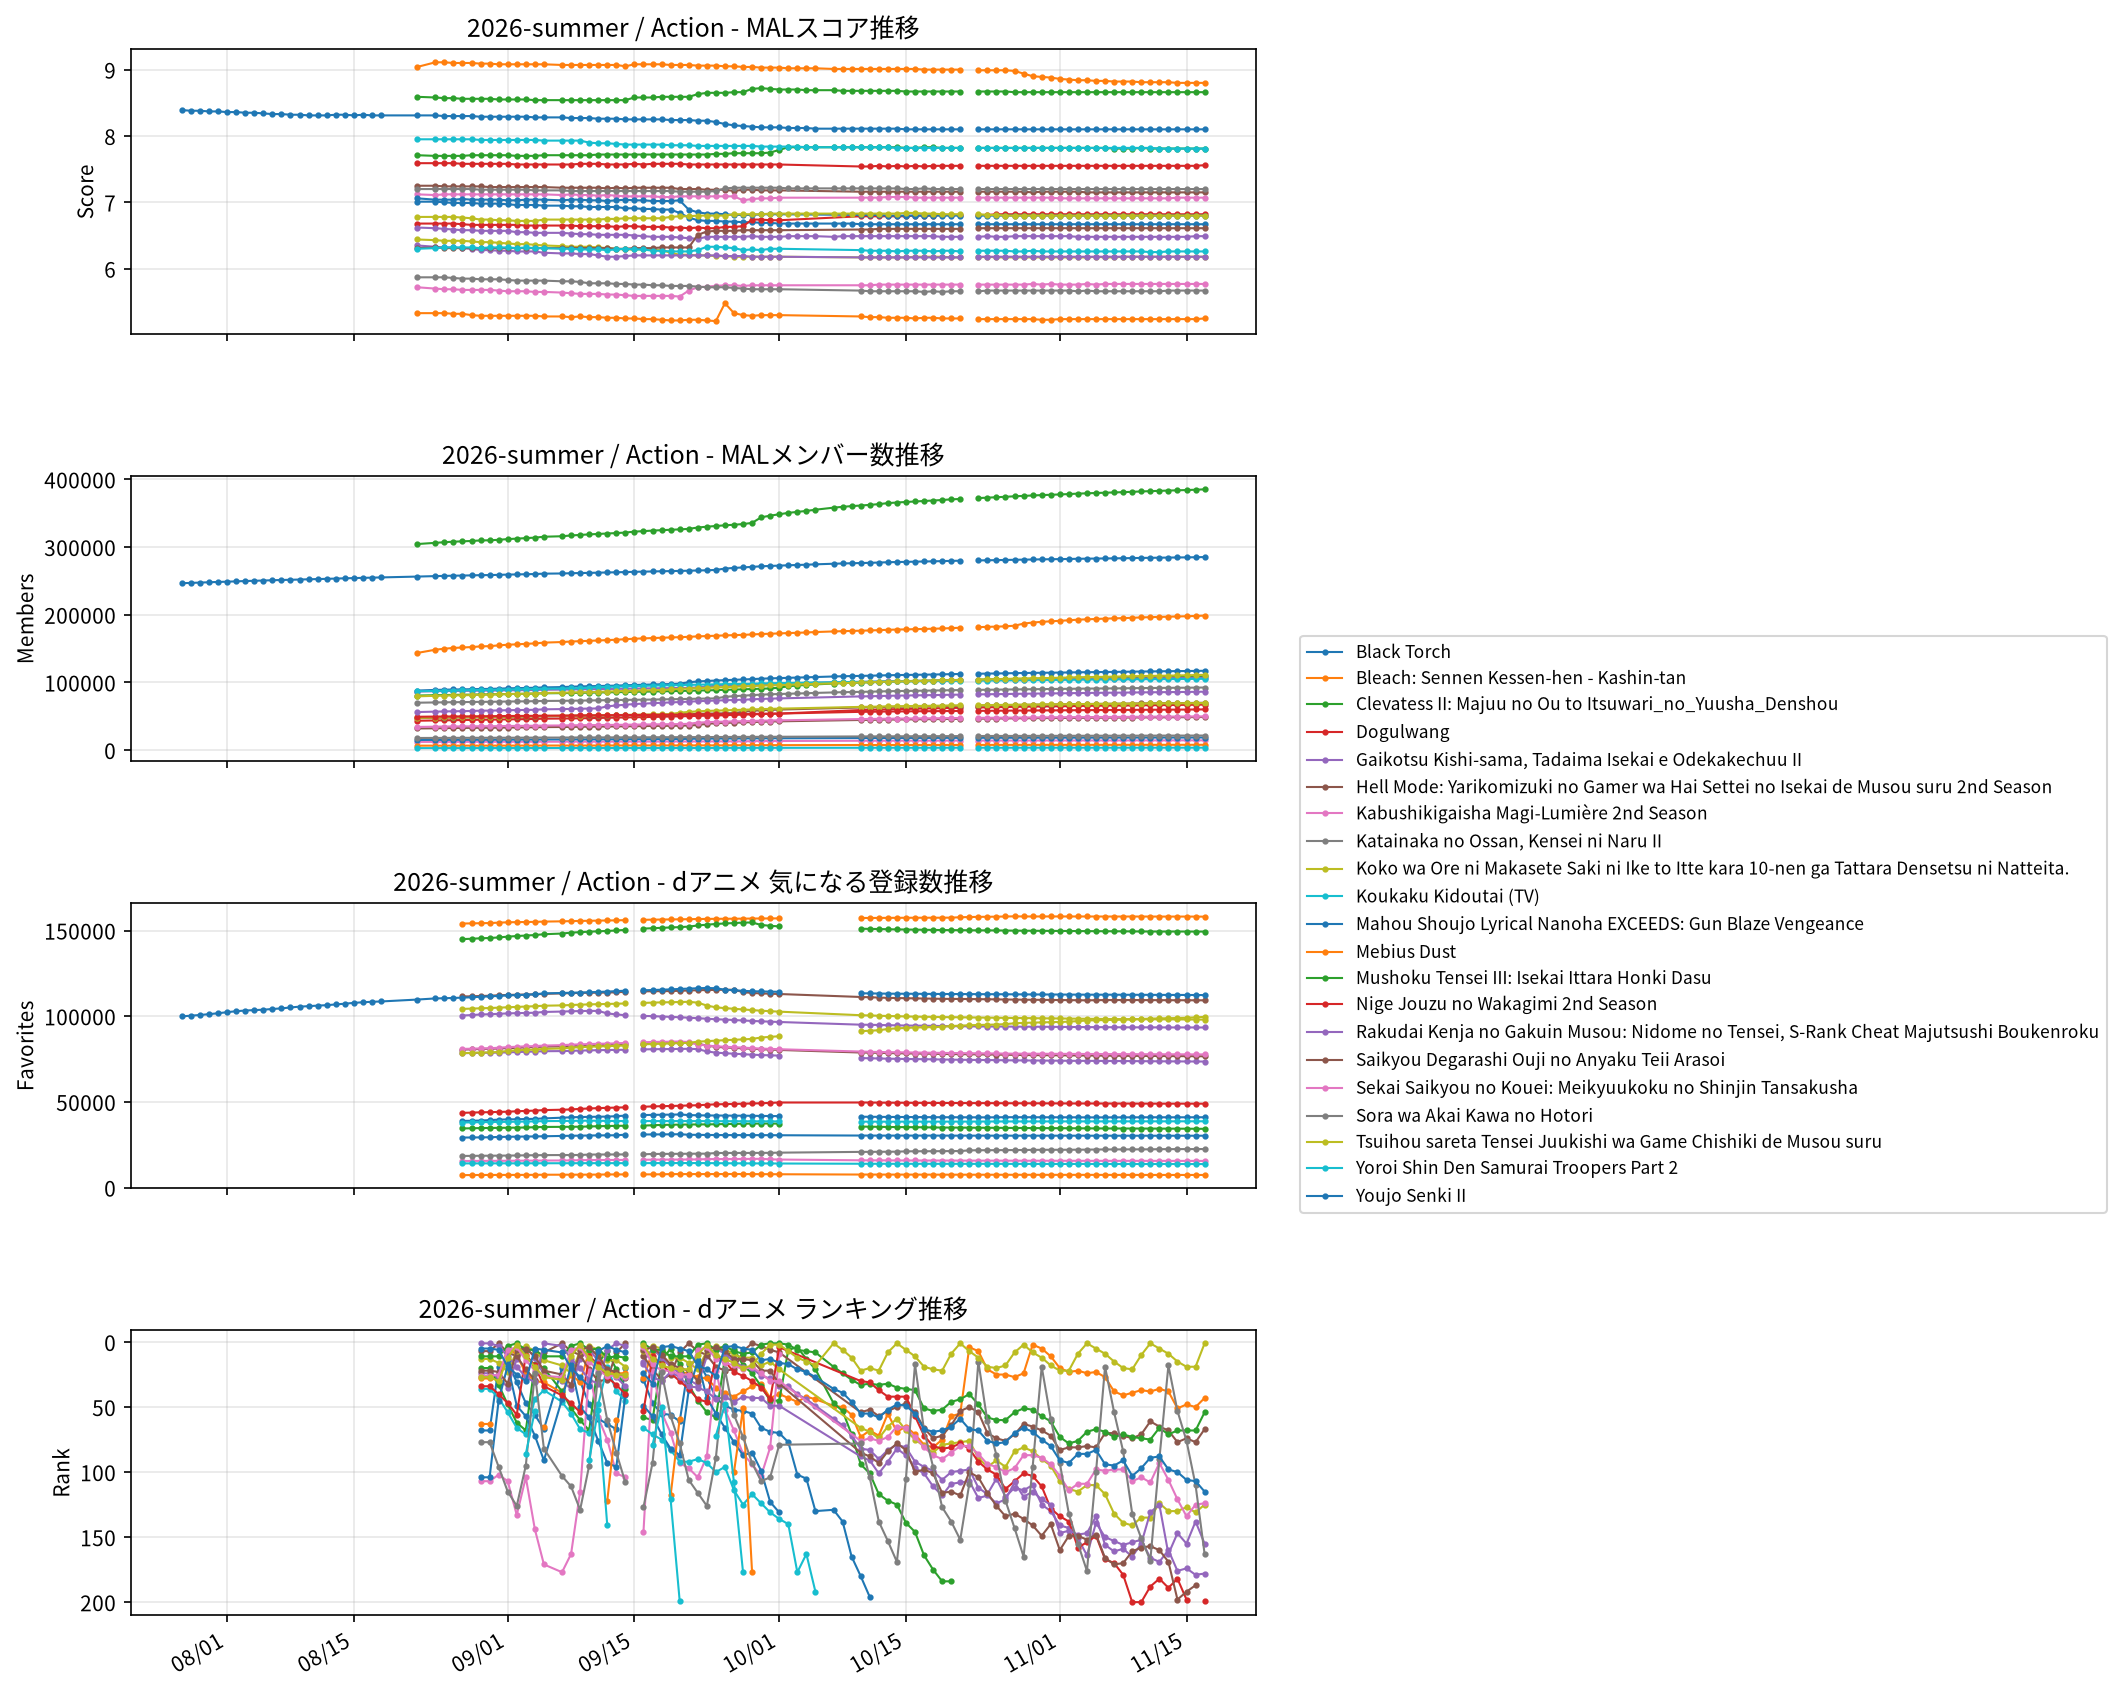 2026-summer / Action - MALスコア推移
9
8
7
6
Score
2026-summer / Action - MALメンバー数推移
400000
300000
200000
100000
0
Members
2026-summer / Action - dアニメ 気になる登録数推移
150000
100000
50000
0
Favorites
2026-summer / Action - dアニメ ランキング推移
0
50
100
150
200
Rank
08/01
08/15
09/01
09/15
10/01
10/15
11/01
11/15
Black Torch
Bleach: Sennen Kessen-hen - Kashin-tan
Clevatess II: Majuu no Ou to Itsuwari_no_Yuusha_Denshou
Dogulwang
Gaikotsu Kishi-sama, Tadaima Isekai e Odekakechuu II
Hell Mode: Yarikomizuki no Gamer wa Hai Settei no Isekai de Musou suru 2nd Season
Kabushikigaisha Magi-Lumière 2nd Season
Katainaka no Ossan, Kensei ni Naru II
Koko wa Ore ni Makasete Saki ni Ike to Itte kara 10-nen ga Tattara Densetsu ni Natteita.
Koukaku Kidoutai (TV)
Mahou Shoujo Lyrical Nanoha EXCEEDS: Gun Blaze Vengeance
Mebius Dust
Mushoku Tensei III: Isekai Ittara Honki Dasu
Nige Jouzu no Wakagimi 2nd Season
Rakudai Kenja no Gakuin Musou: Nidome no Tensei, S-Rank Cheat Majutsushi Boukenroku
Saikyou Degarashi Ouji no Anyaku Teii Arasoi
Sekai Saikyou no Kouei: Meikyuukoku no Shinjin Tansakusha
Sora wa Akai Kawa no Hotori
Tsuihou sareta Tensei Juukishi wa Game Chishiki de Musou suru
Yoroi Shin Den Samurai Troopers Part 2
Youjo Senki II